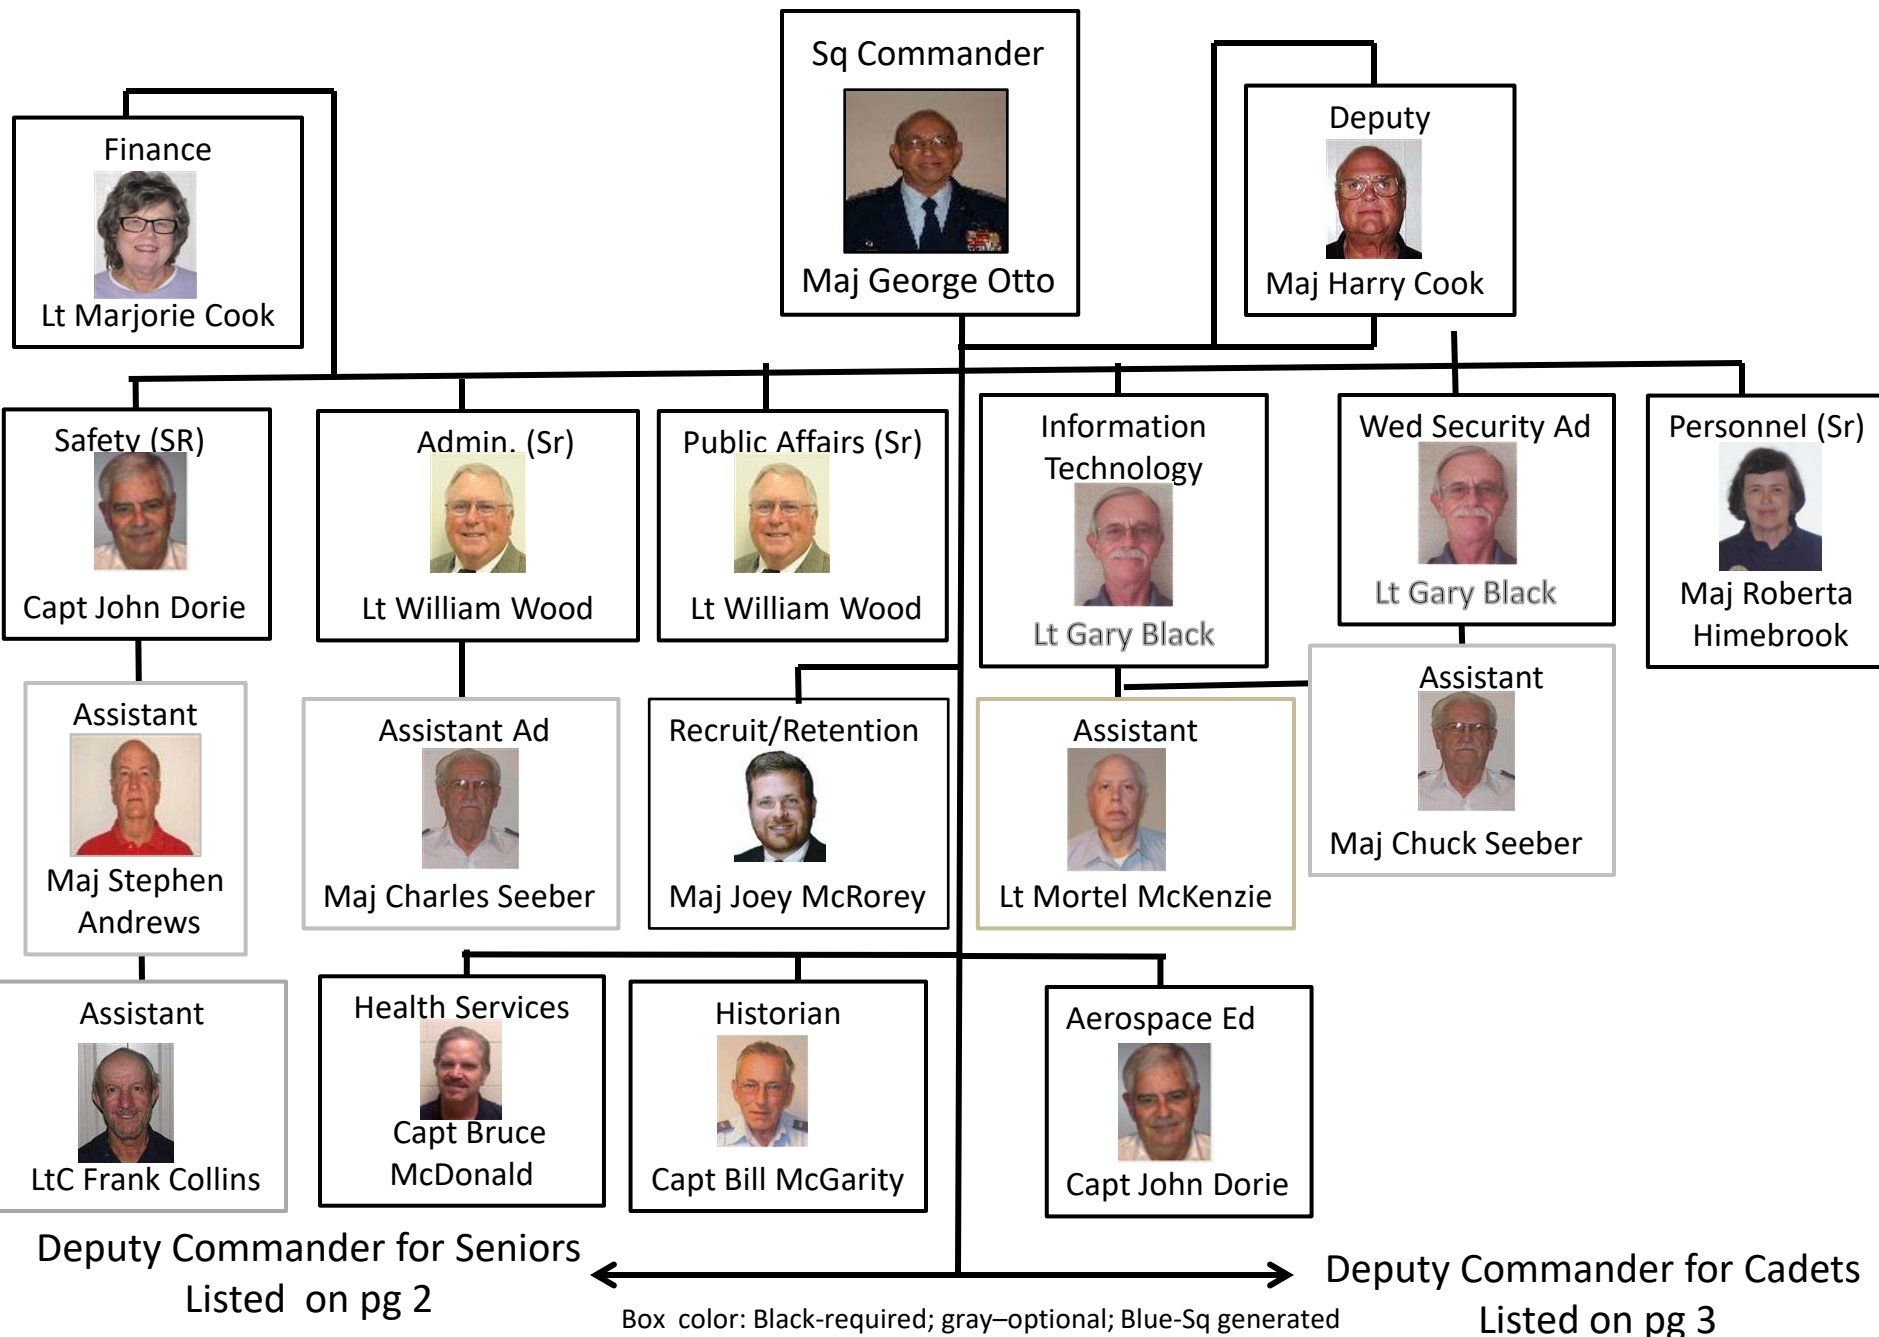 Sq Commander
Maj George Otto
Deputy
Maj Harry Cook
Finance
Lt Marjorie Cook
Safety (SR)
Capt John Dorie
Admin. (Sr)
Lt William Wood
Public Affairs (Sr)
Lt William Wood
Information
Technology
Lt Gary Black
Wed Security Ad
Lt Gary Black
Personnel (Sr)
Maj Roberta
Himebrook
Assistant
Maj Stephen
Andrews
Assistant Ad
Maj Charles Seeber
Recruit/Retention
Maj Joey McRorey
Assistant
Lt Mortel McKenzie
Assistant
Maj Chuck Seeber
Assistant
LtC Frank Collins
Health Services
Capt Bruce
McDonald
Historian
Capt Bill McGarity
Aerospace Ed
Capt John Dorie
Deputy Commander for Seniors
Listed on pg 2
Deputy Commander for Cadets
Listed on pg 3
Box color: Black-required; gray–optional; Blue-Sq generated